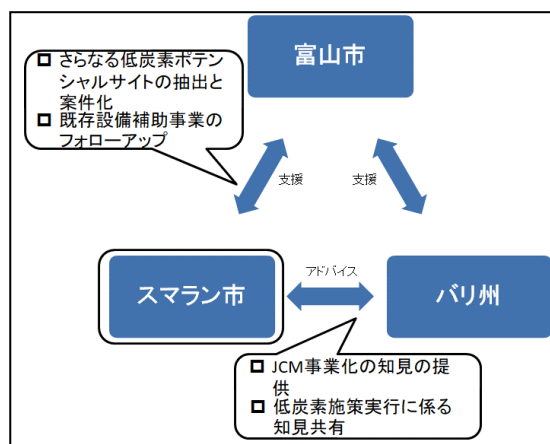 ❑ さらなる低炭素ポテン
シャルサイトの抽出と
案件化
❑ 既存設備補助事業の
フォローアップ
富山市
支援
支援
スマラン市
アドバイス
バリ州
❑ JCM事業化の知見の提
供
❑ 低炭素施策実行に係る
知見共有